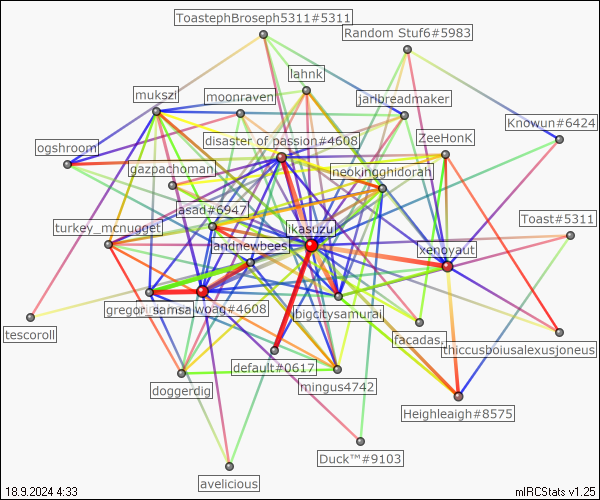 ToastephBroseph5311#5311
Random Stuf6#5983
lahnk
mukszi
moonraven
jarlbreadmaker
Knowun#6424
ogshroom
disaster of passion#4608
ZeeHonK
gazpachoman
neokingghidorah
asad#6947
Toast#5311
turkey_mcnugget
ikasuzu
andnewbees
xenoyaut
gregor_samsa
woag#4608
bigcitysamurai
tescoroll
facadas.
thiccusboiusalexusjoneus
default#0617
doggerdig
mingus4742
Heighleaigh#8575
Duck™#9103
avelicious
18.9.2024 4:33
mIRCStats v1.25